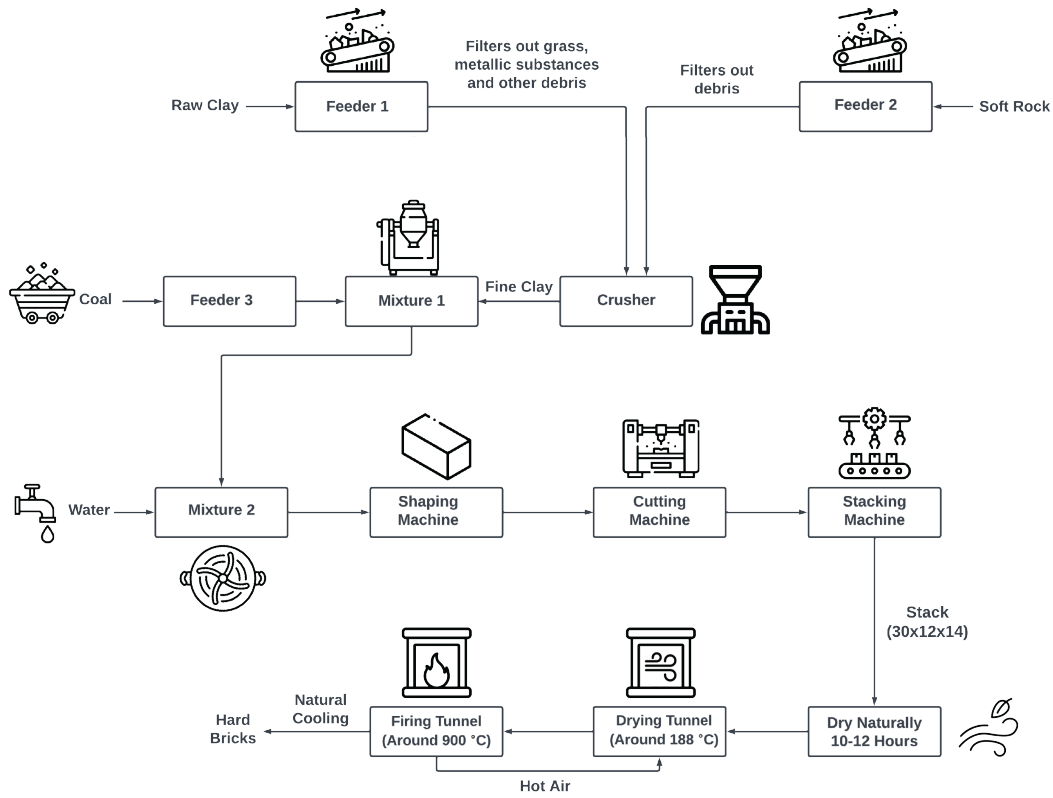 Filters out grass,
metallic substances
and other debris
Filters out
debris
Raw Clay
Feeder 1
Feeder 2
Soft Rock
Coal
Feeder 3
Mixture 1
Fine Clay
Crusher
Water
Mixture 2
Shaping
Machine
Cutting
Machine
Stacking
Machine
Stack
(30x12x14)
Hard
Bricks
Natural
Cooling
Firing Tunnel
(Around 900 °C)
Drying Tunnel
(Around 188 °C)
Dry Naturally
10-12 Hours
Hot Air